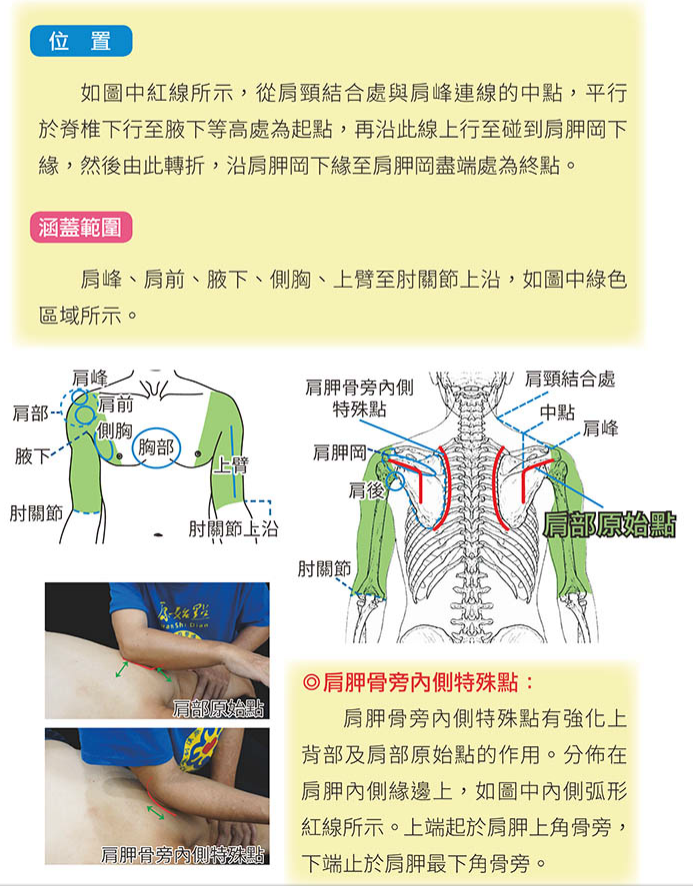 位 置
如圖中紅線所示，從肩頸結合處與肩峰連線的中點，平行
於脊椎下行至腋下等高處為起點，再沿此線上行至碰到肩胛岡下
緣，然後由此轉折，沿肩胛岡下緣至肩胛岡盡端處為終點。
涵蓋範圍
肩峰、肩前、腋下、側胸、上臂至肘關節上沿，如圖中綠色
區域所示。
肩峰
肩部
肩前
側胸
腋下
胸部
上臂
肘關節
肘關節上沿
肩胛骨旁內側
特殊點
肩頸結合處
中點
肩峰
肩胛岡
肩後
肩部原始點
肘關節
原始點
YuanShi Dian
肩部原始點
肩胛骨旁內側特殊點
◎肩胛骨旁內側特殊點：
肩胛骨旁內側特殊點有強化上
背部及肩部原始點的作用。分佈在
肩胛內側緣邊上，如圖中內側弧形
紅線所示。上端起於肩胛上角骨旁，
下端止於肩胛最下角骨旁。